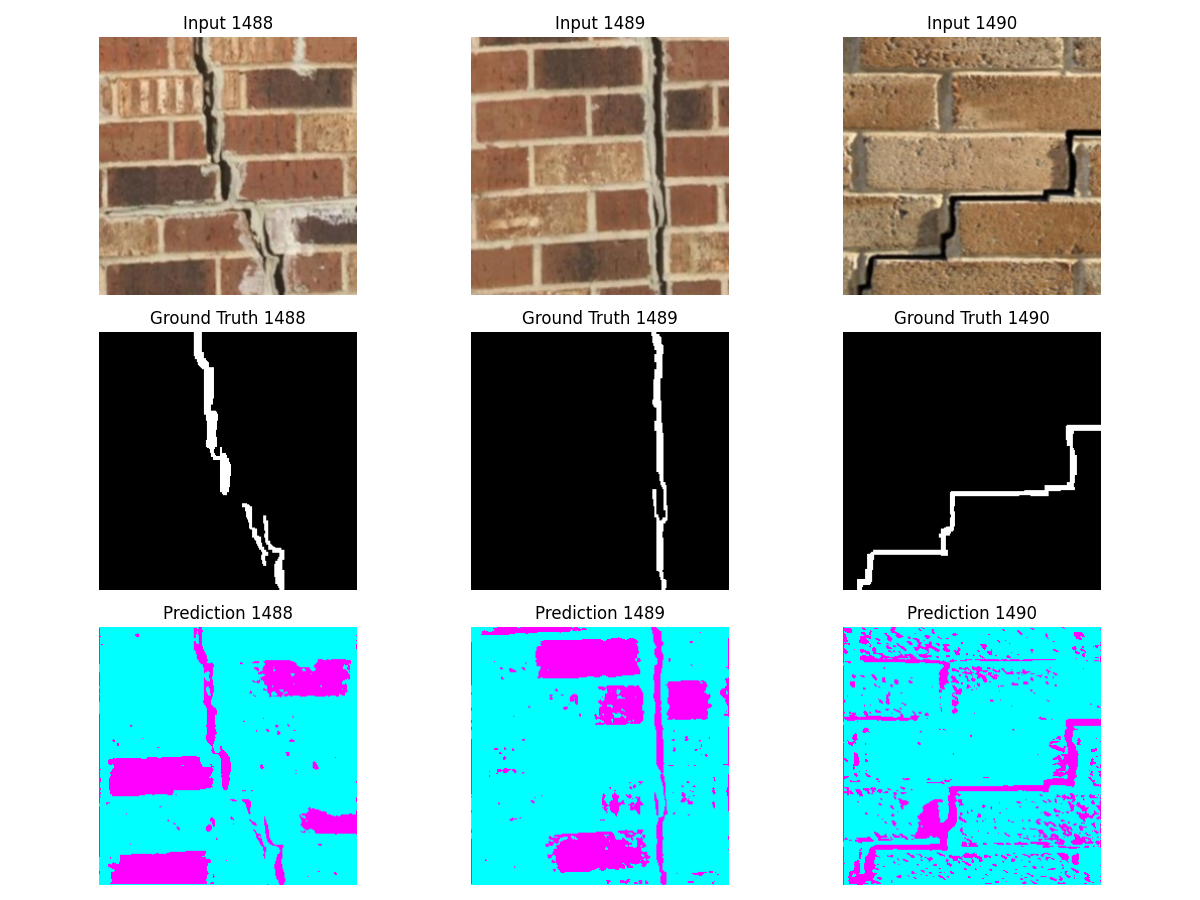 Input 1488
Input 1489
Input 1490
Ground Truth 1488
Ground Truth 1489
Ground Truth 1490
Prediction 1488
Prediction 1489
Prediction 1490